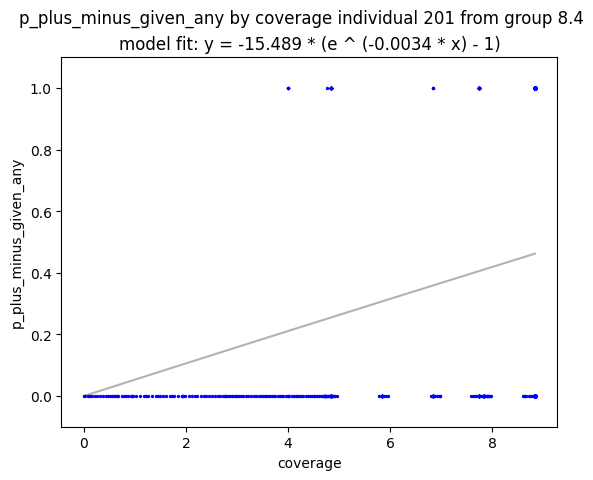 p_plus_minus_given_any by coverage individual 201 from group 8.4
model fit: y = -15.489 * (e ^ (-0.0034 * x) - 1)
1.0
0.8
0.6
0.4
0.2
0.0
p_plus_minus_given_any
0 2 4 6 8
coverage